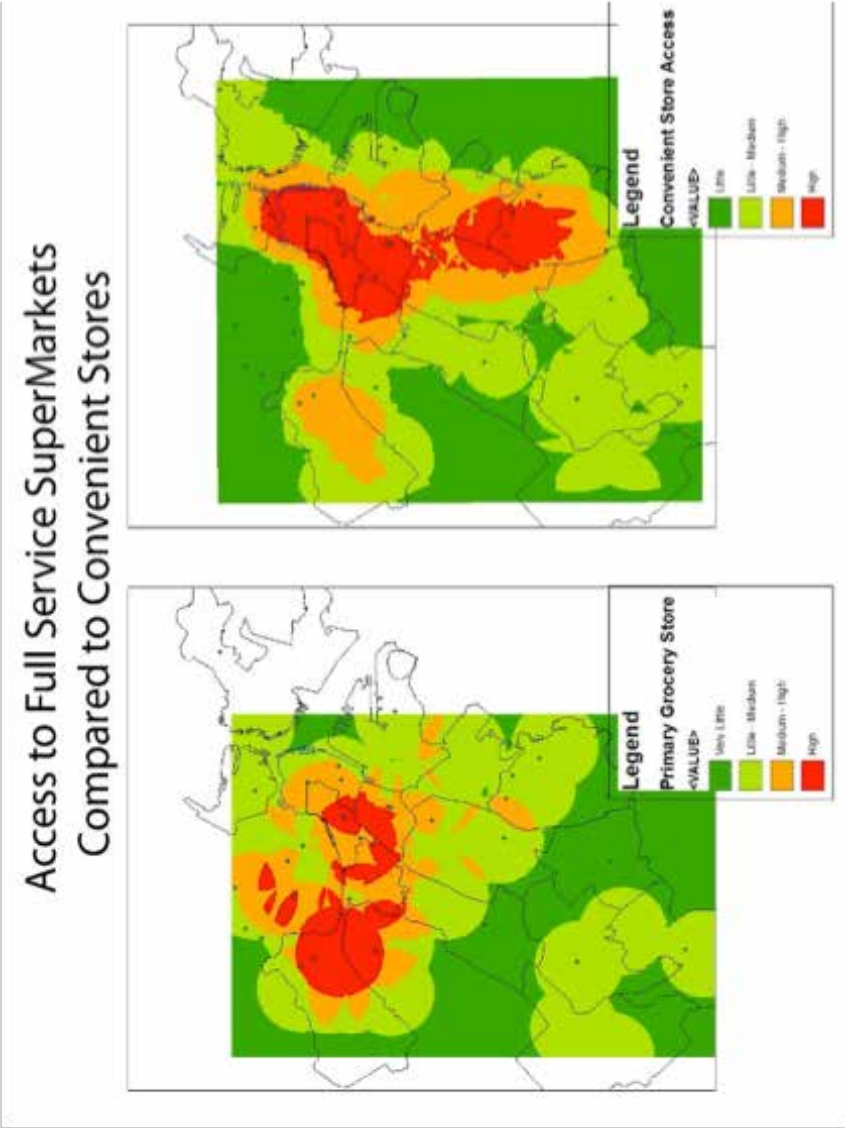 Access to Full Service SuperMarkets
Compared to Convenient Stores
Legend
Primary Grocery Store
<VALUE>
Very Little
Little - Medium
Medium - High
High
Legend
Convenient Store Access
<VALUE>
Little
Little - Medium
Medium - High
High